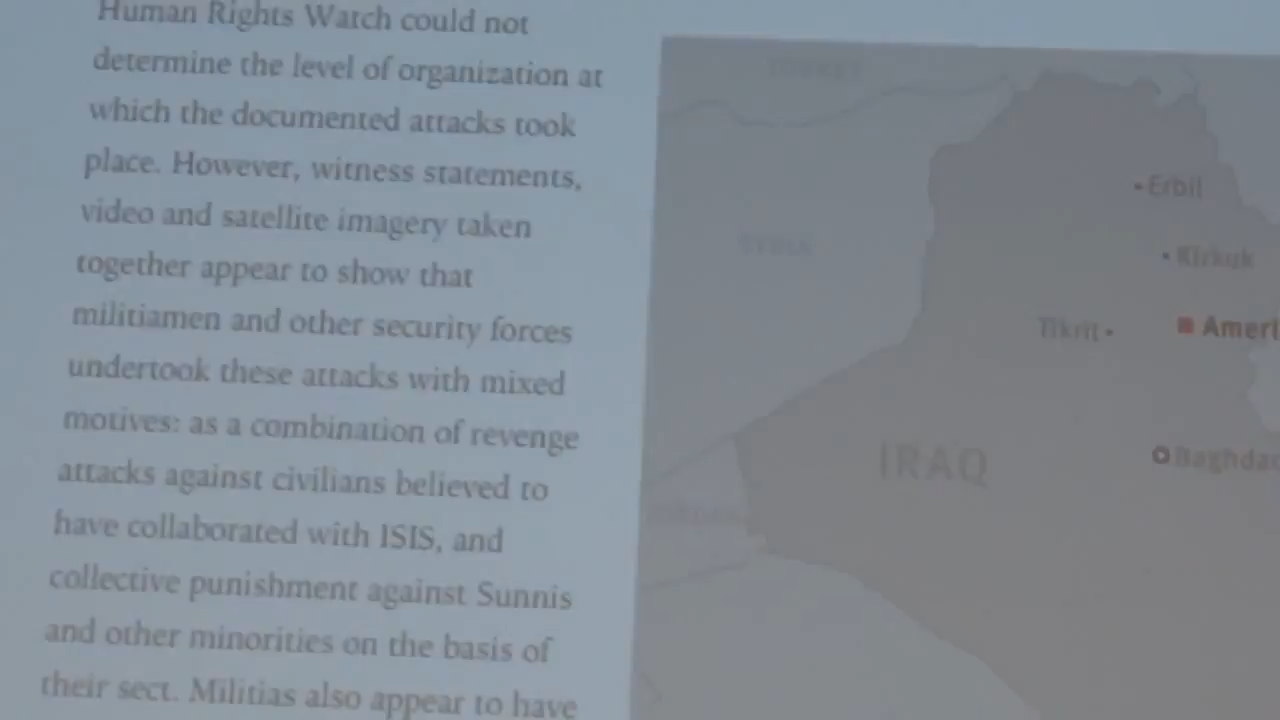 Human Rights Watch could not
determine the level of organization at
which the documented attacks took
place. However, witness statements,
video and satellite imagery taken
together appear to show that
militiamen and other security forces
undertook these attacks with mixed
motives: as a combination of revenge
attacks against civilians believed to
have collaborated with ISIS, and
collective punishment against Sunnis
and other minorities on the basis of
their sect. Militias also appear to have
TURKEY
Erbil
SYRIA
Kirkuk
Tikrit
Amerl
IRAQ
Baghda